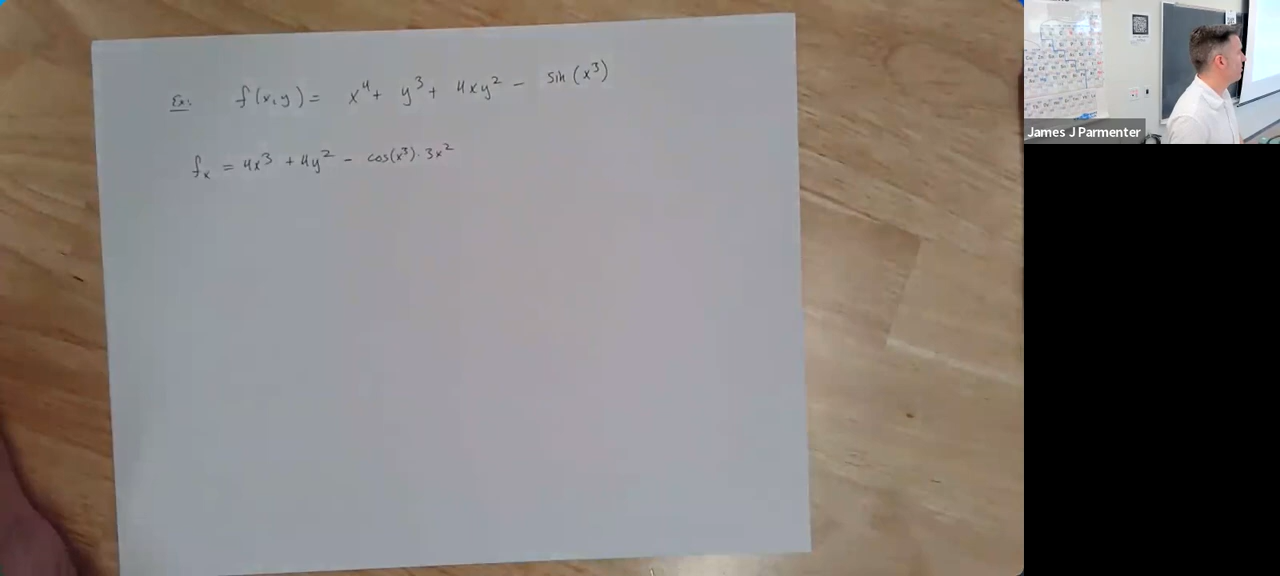 Ex: f(x,y) = x⁴ + y³ + 4xy² - sin(x³)
fₓ = 4x³ + 4y² - cos(x³)·3x²
James J Parmenter